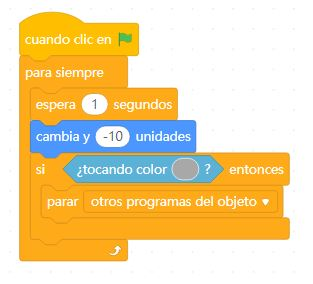 cuando clic en
para siempre
espera 1 segundos
cambia y -10 unidades
si ¿tocando color ? entonces
parar otros programas del objeto